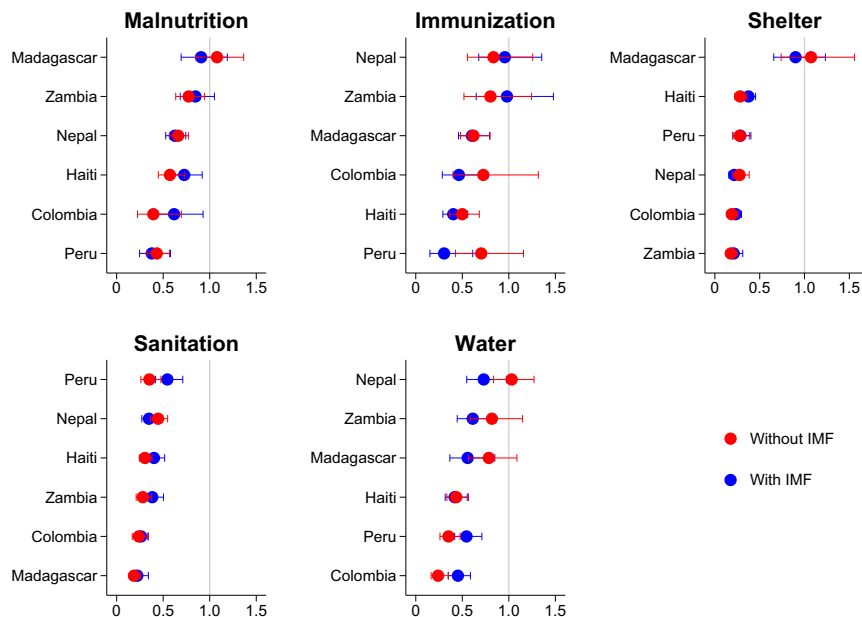 Malnutrition
Madagascar
Zambia
Nepal
Haiti
Colombia
Peru
0 0.5 1.0 1.5
Immunization
Nepal
Zambia
Madagascar
Colombia
Haiti
Peru
0 0.5 1.0 1.5
Shelter
Madagascar
Haiti
Peru
Nepal
Colombia
Zambia
0 0.5 1.0 1.5
Sanitation
Peru
Nepal
Haiti
Zambia
Colombia
Madagascar
0 0.5 1.0 1.5
Water
Nepal
Zambia
Madagascar
Haiti
Peru
Colombia
0 0.5 1.0 1.5
Without IMF
With IMF